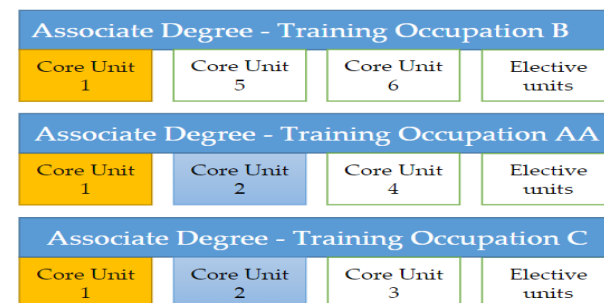 Associate Degree - Training Occupation B
Core Unit 1
Core Unit 5
Core Unit 6
Elective units
Associate Degree - Training Occupation AA
Core Unit 1
Core Unit 2
Core Unit 4
Elective units
Associate Degree - Training Occupation C
Core Unit 1
Core Unit 2
Core Unit 3
Elective units